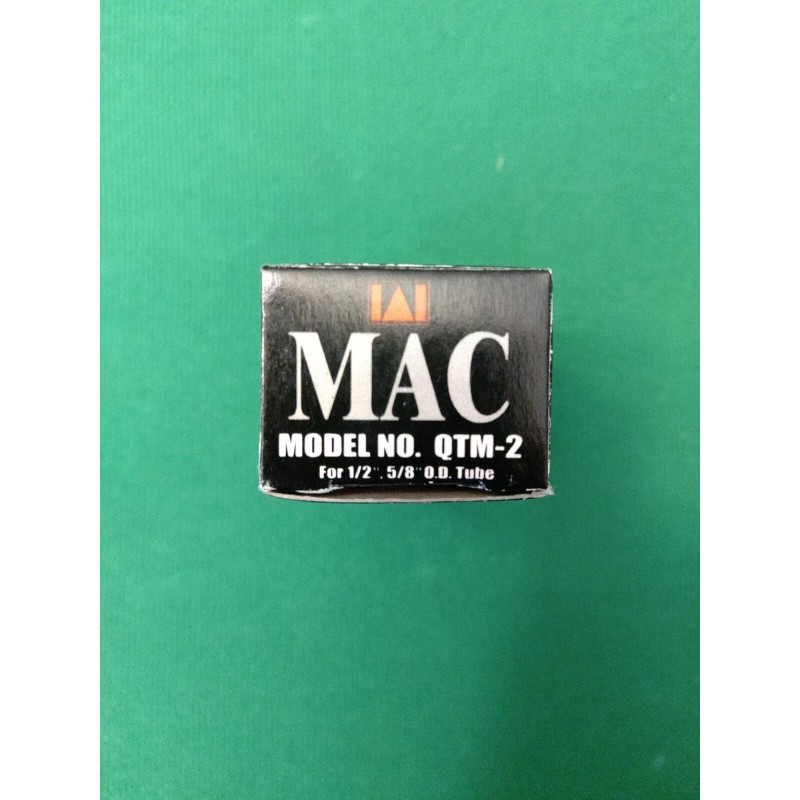 MAC
MODEL NO. QTM-2
For 1/2", 5/8" O.D. Tube